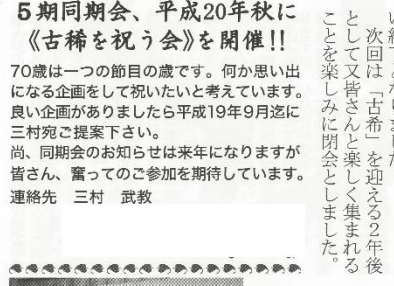 5期同期会、平成20年秋に
《古稀を祝う会》を開催!!
70歳は一つの節目の歳です。何か思い出
になる企画をして祝いたいと考えています。
良い企画がありましたら平成19年9月迄に
三村宛ご提案下さい。
尚、同期会のお知らせは来年になりますが
皆さん、奮ってのご参加を期待しています。
連絡先 三村 武教
次回は「古希」を迎える2年後
として又皆さんと楽しく集まれる
ことを楽しみに閉会としました。